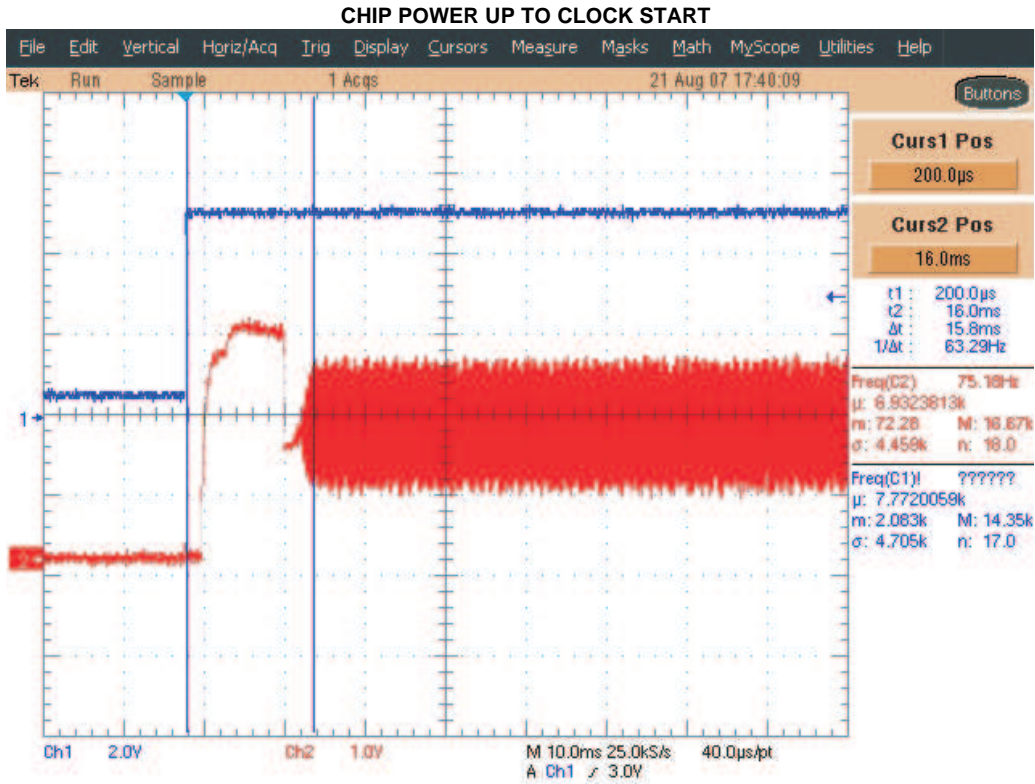 CHIP POWER UP TO CLOCK START
File Edit Vertical Horiz/Acq Trig Display Cursors Measure Masks Math MyScope Utilities Help
Tek Run Sample 1 Acqs 21 Aug 07 17:40:09
Buttons
Curs1 Pos
200.0µs
Curs2 Pos
16.0ms
t1 : 200.0µs
t2 : 16.0ms
Δt : 15.8ms
1/Δt : 63.29Hz
Freq(C2) 75.18Hz
µ: 6.9323813k
m: 72.28 M: 16.67k
σ: 4.459k n: 18.0
Freq(C1)! ??????
µ: 7.7720059k
m: 2.083k M: 14.35k
σ: 4.705k n: 17.0
1
2
Ch1 2.0V Ch2 1.0V M 10.0ms 25.0kS/s 40.0µs/pt
A Ch1 3.0V